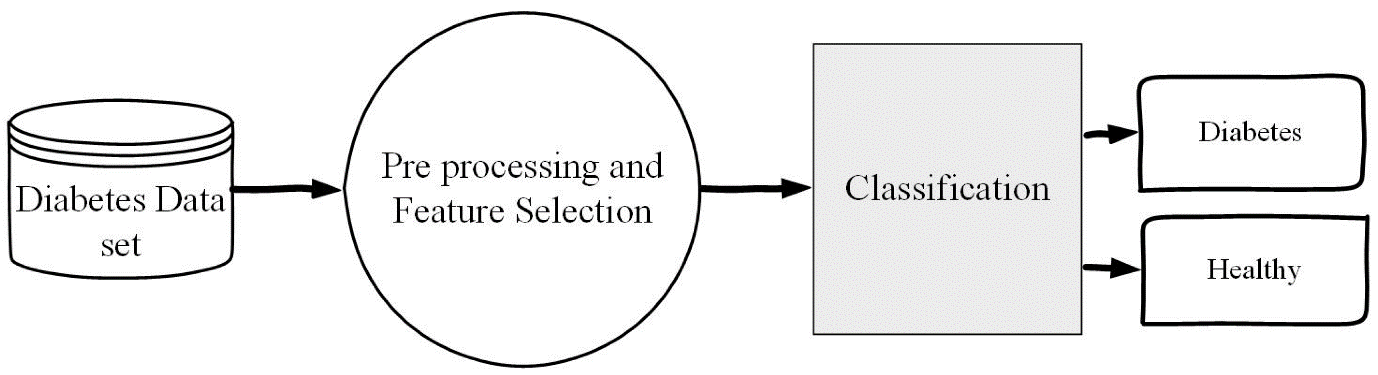 Diabetes Data
set
Pre processing and
Feature Selection
Classification
Diabetes
Healthy